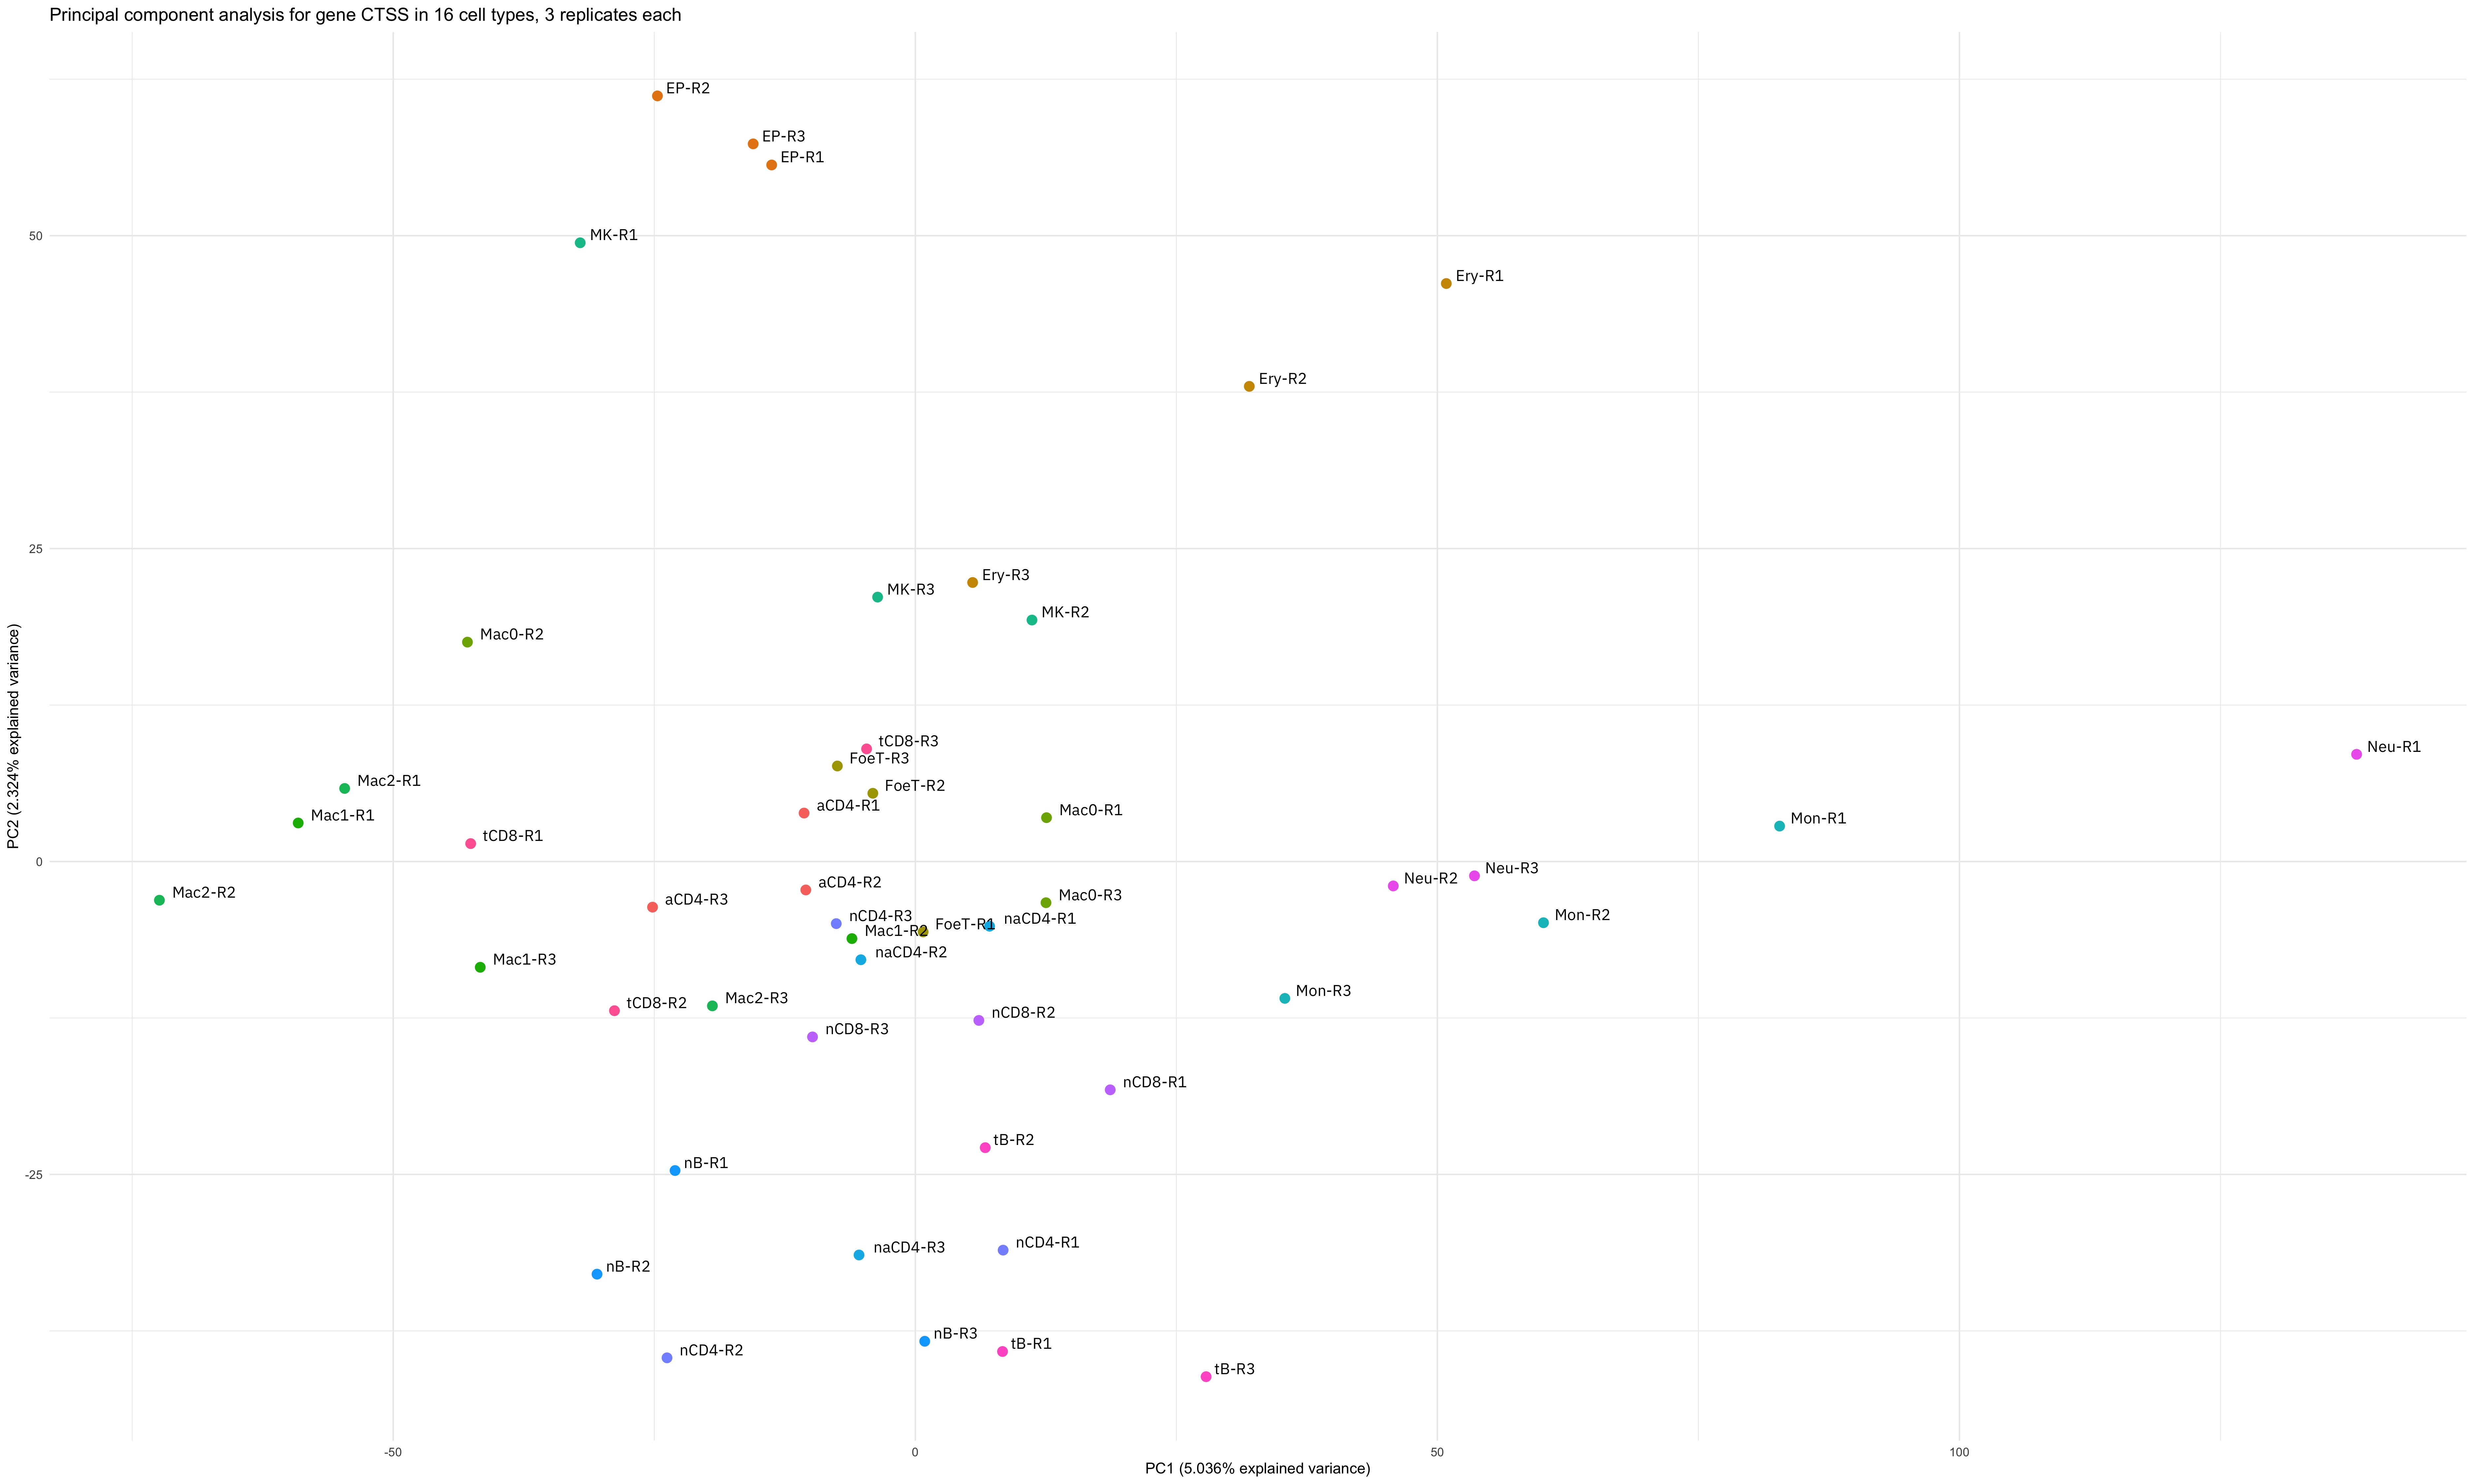 Principal component analysis for gene CTSS in 16 cell types, 3 replicates each
EP-R2
EP-R3
EP-R1
MK-R1
Ery-R1
Ery-R2
Ery-R3
MK-R3
MK-R2
Mac0-R2
tCD8-R3
Neu-R1
FoeT-R3
Mac2-R1
FoeT-R2
aCD4-R1
Mac0-R1
Mac1-R1
Mon-R1
tCD8-R1
Neu-R3
Neu-R2
aCD4-R2
Mac2-R2
Mac0-R3
aCD4-R3
nCD4-R3
Mon-R2
naCD4-R1
FoeT-R1
Mac1-R2
naCD4-R2
Mac1-R3
Mon-R3
Mac2-R3
tCD8-R2
nCD8-R2
nCD8-R3
nCD8-R1
tB-R2
nB-R1
nCD4-R1
naCD4-R3
nB-R2
nB-R3
tB-R1
nCD4-R2
tB-R3
50
25
0
-25
PC2 (2.324% explained variance)
-50
0
50
100
PC1 (5.036% explained variance)